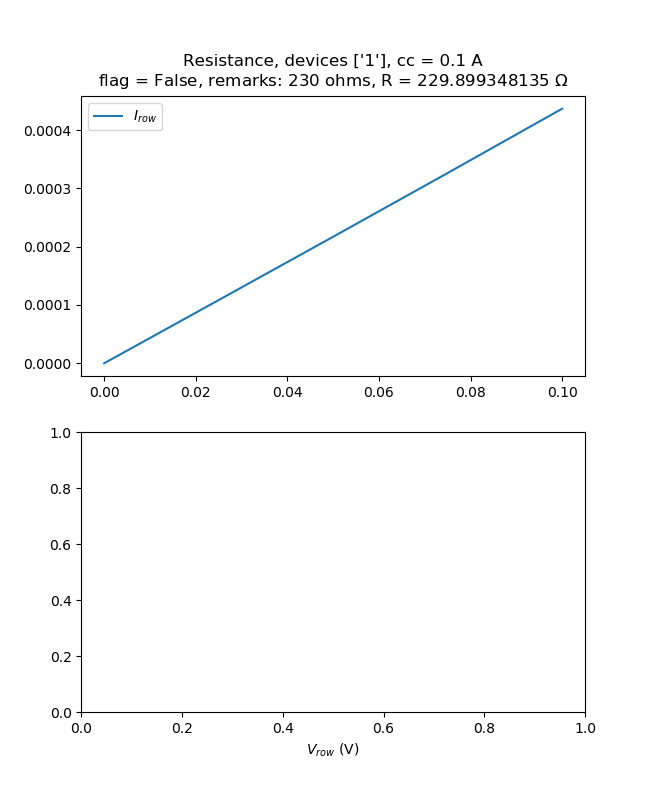 Resistance, devices ['1'], cc = 0.1 A
flag = False, remarks: 230 ohms, R = 229.899348135 Ω
I_row
0.0004
0.0003
0.0002
0.0001
0.0000
0.00 0.02 0.04 0.06 0.08 0.10
1.0
0.8
0.6
0.4
0.2
0.0
0.0 0.2 0.4 0.6 0.8 1.0
V_row (V)